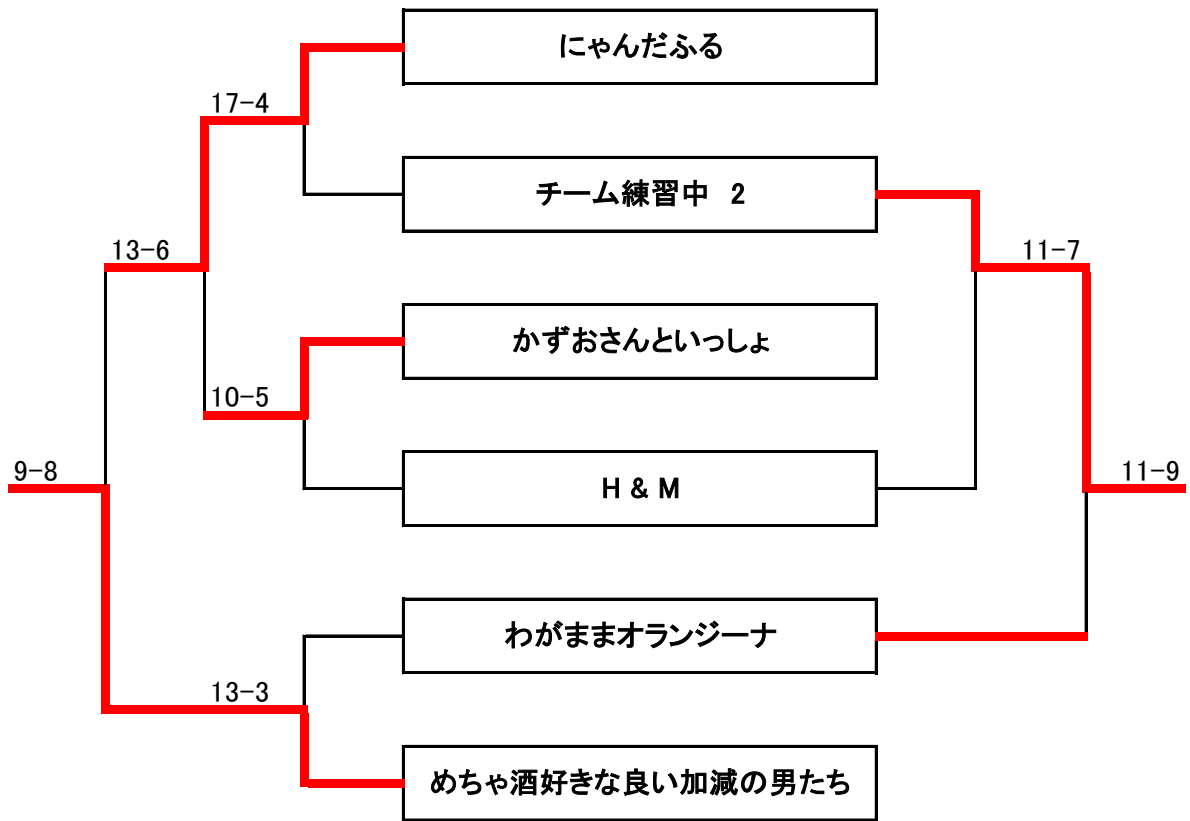 にゃんだふる
17-4
チーム練習中 2
13-6
11-7
かずおさんといっしょ
10-5
9-8
H & M
11-9
わがままオランジーナ
13-3
めちゃ酒好きな良い加減の男たち